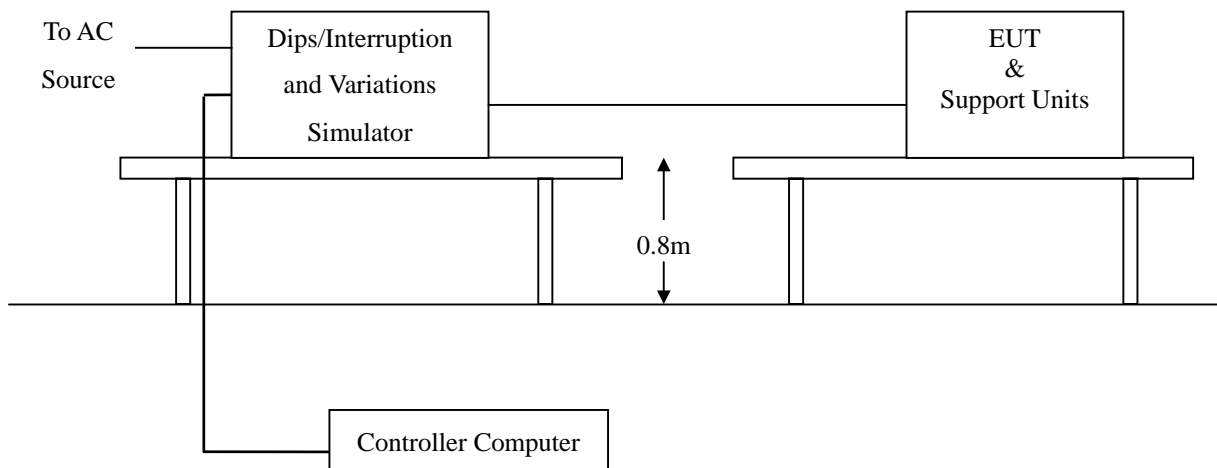 To AC
Source
Dips/Interruption
and Variations
Simulator
EUT
&
Support Units
0.8m
Controller Computer